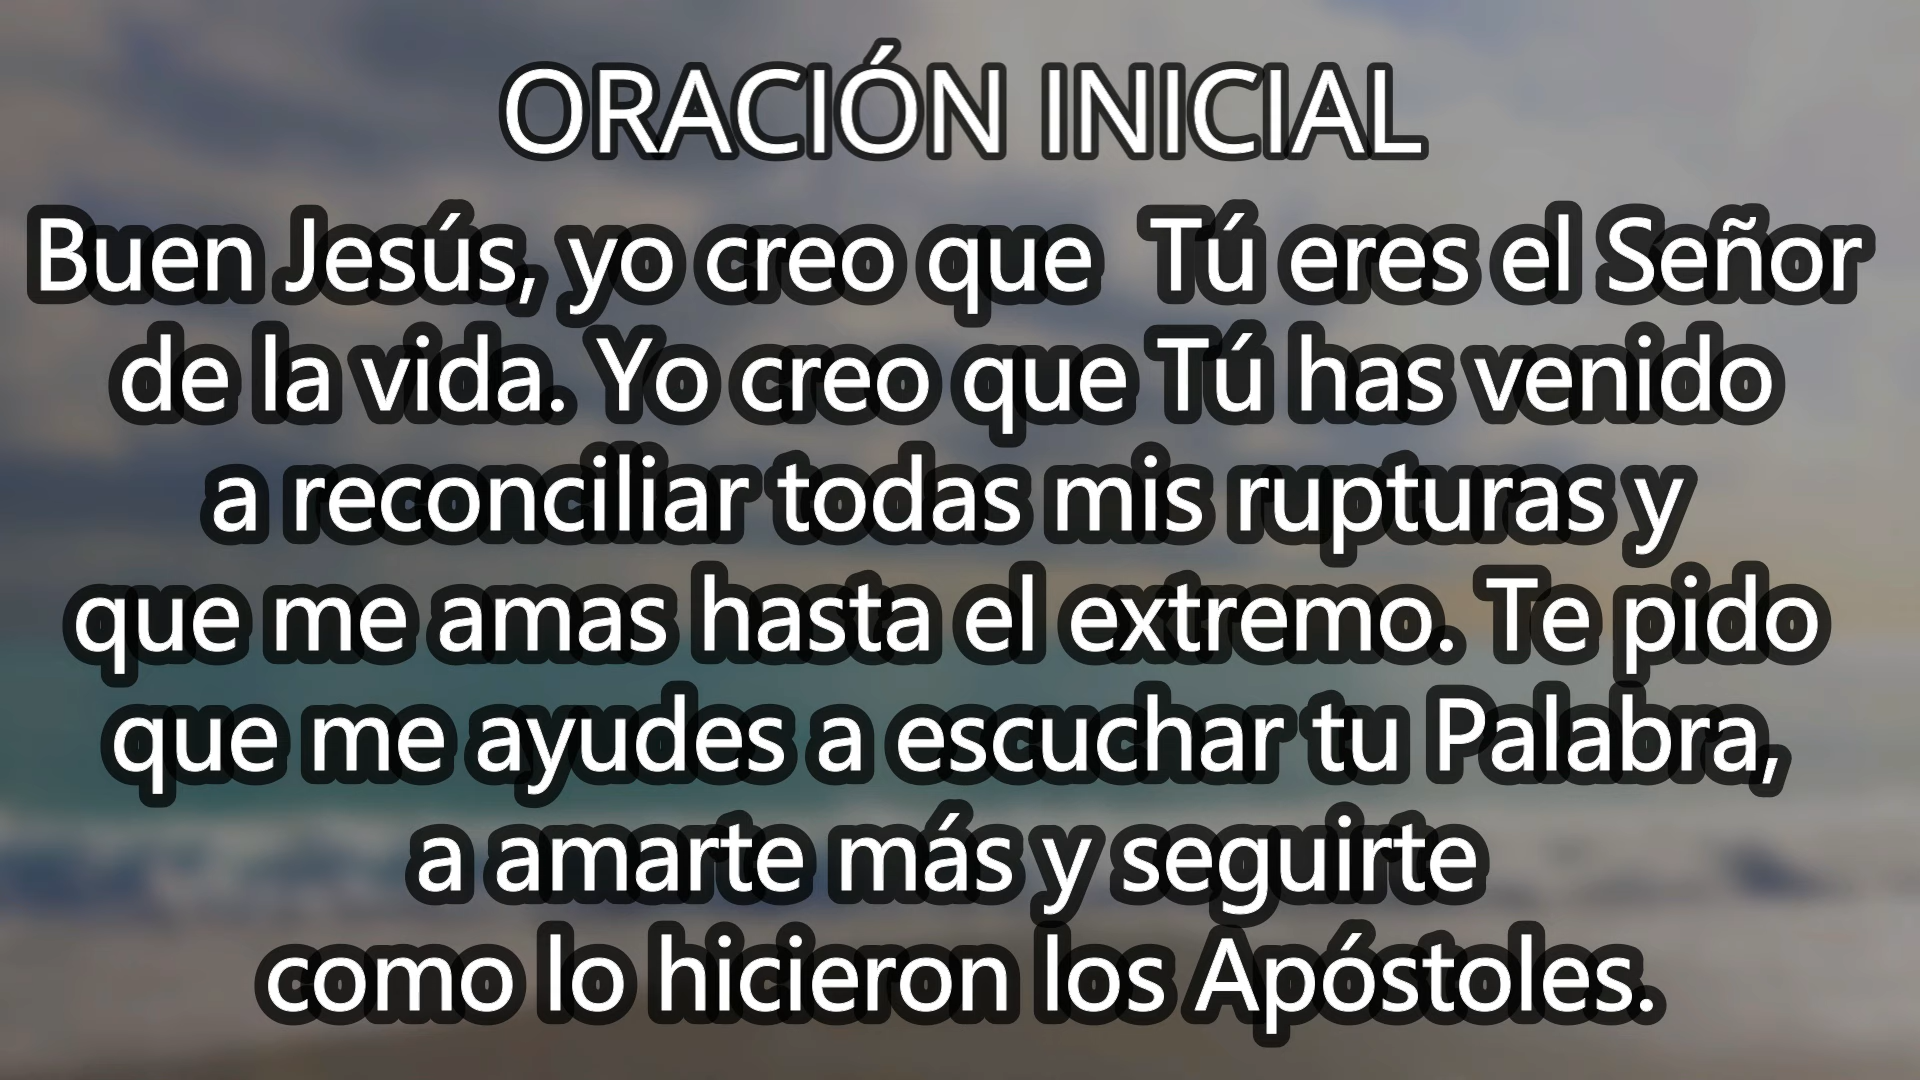 ORACIÓN INICIAL
Buen Jesús, yo creo que  Tú eres el Señor
de la vida. Yo creo que Tú has venido
a reconciliar todas mis rupturas y
que me amas hasta el extremo. Te pido
que me ayudes a escuchar tu Palabra,
a amarte más y seguirte
como lo hicieron los Apóstoles.